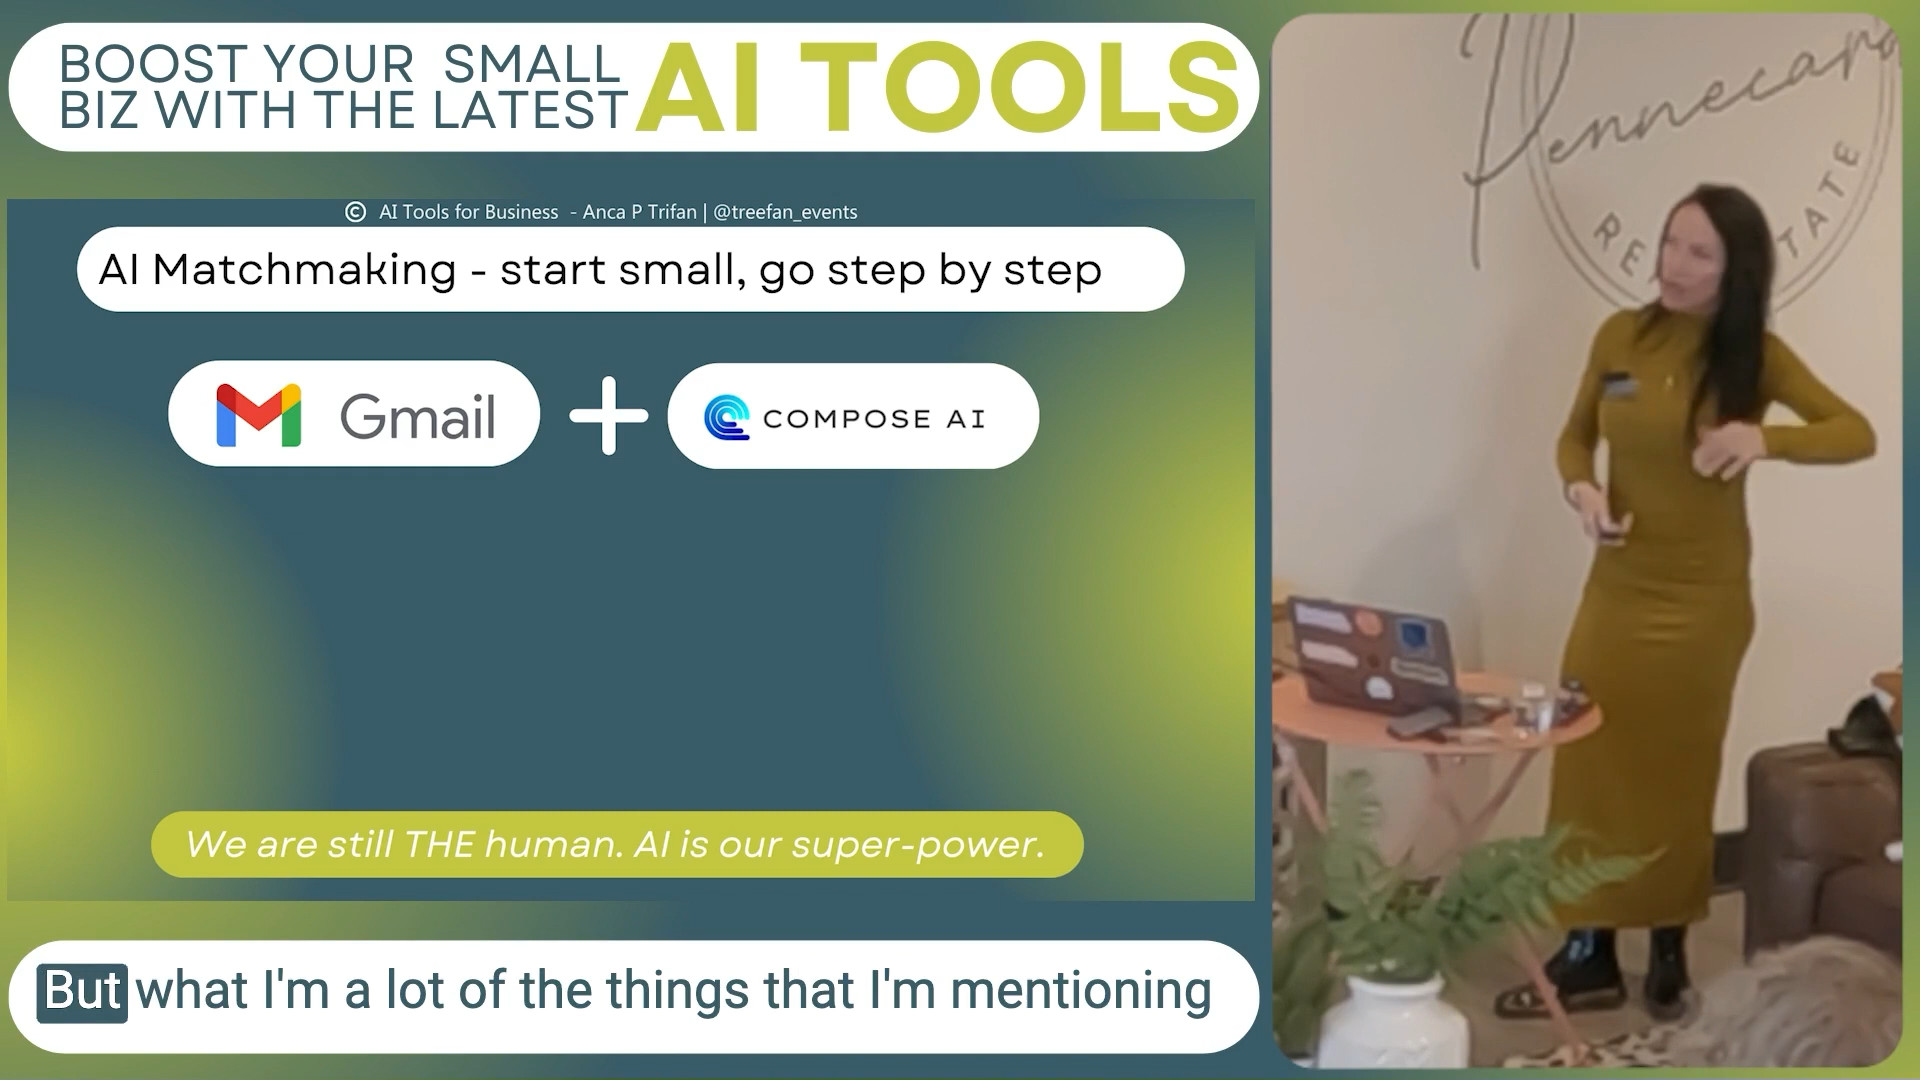 BOOST YOUR SMALL
BIZ WITH THE LATEST
AI TOOLS
© AI Tools for Business - Anca P Trifan | @treefan_events
AI Matchmaking - start small, go step by step
Gmail
COMPOSE AI
We are still THE human. AI is our super-power.
But what I'm a lot of the things that I'm mentioning